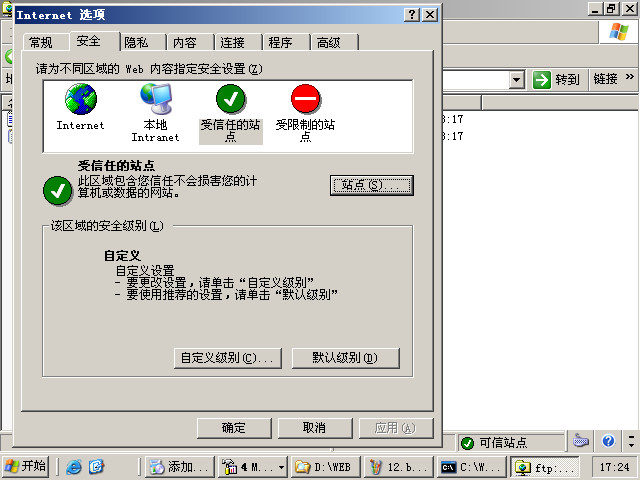 Internet 选项
常规 安全 隐私 内容 连接 程序 高级
请为不同区域的 Web 内容指定安全设置(Z)
Internet
本地
Intranet
受信任的站
点
受限制的站
点
受信任的站点
此区域包含您信任不会损害您的计
算机或数据的网站。
站点(S)...
该区域的安全级别(L)
自定义
自定义设置
- 要更改设置，请单击“自定义级别”
- 要使用推荐的设置，请单击“默认级别”
自定义级别(C)... 默认级别(D)
确定 取消 应用(A)
转到 链接 »
3:17
3:17
可信站点
开始 添加... 4 M... D:\WEB 12.b... C:\W... ftp:... 17:24